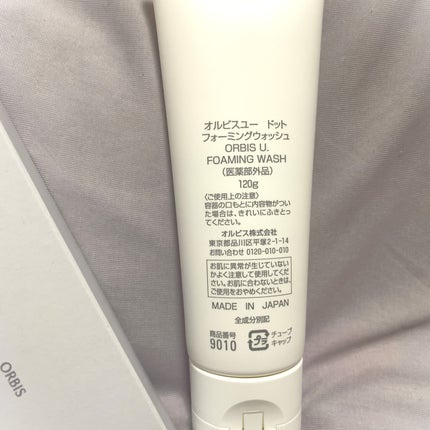 オルビスユー ドット
フォーミングウォッシュ
ORBIS U.
FOAMING WASH
(医薬部外品)
120g
〈ご使用上の注意〉
容器の口もとに内容物がつい
た場合は、きれいにふきとっ
てください。
オルビス株式会社
東京都品川区平塚2-1-14
お問い合わせ 0120-010-010
お肌に異常が生じていない
かよく注意して使用してくだ
さい。お肌に合わないときは、
ご使用をおやめください。
MADE IN JAPAN
全成分別記
商品番号
9010
プラ
チューブ
キャップ
ORBIS